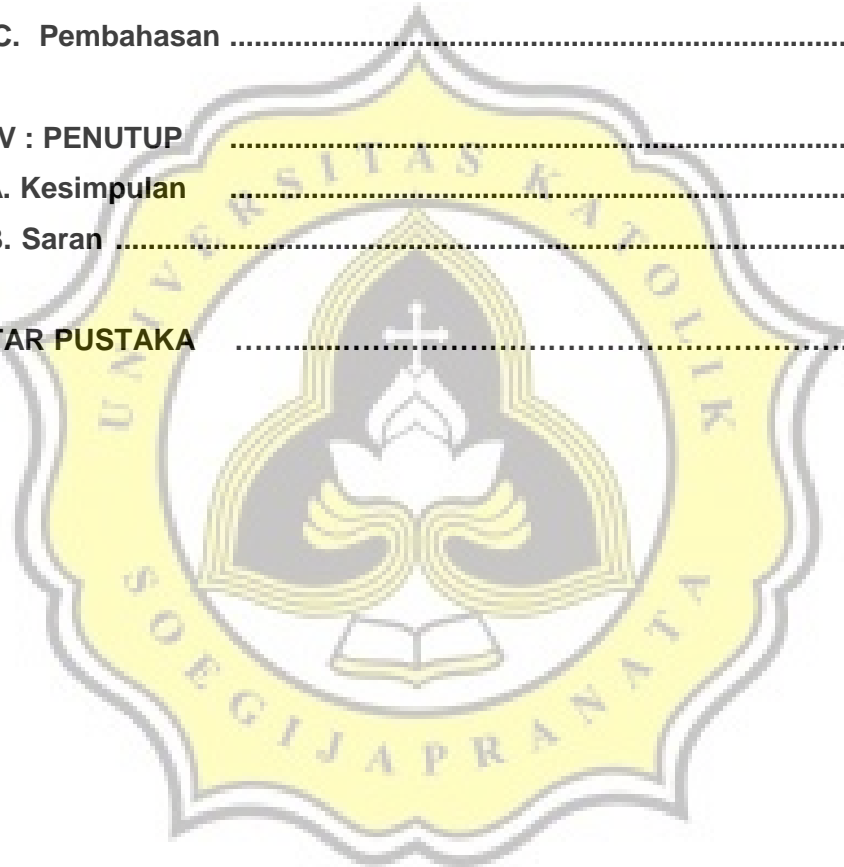 C. Pembahasan ........................................................................
V : PENUTUP ........................................................................
A. Kesimpulan ........................................................................
B. Saran ........................................................................
TAR PUSTAKA ........................................................................
UNIVERSITAS KATOLIK
SOEGIJAPRANATA